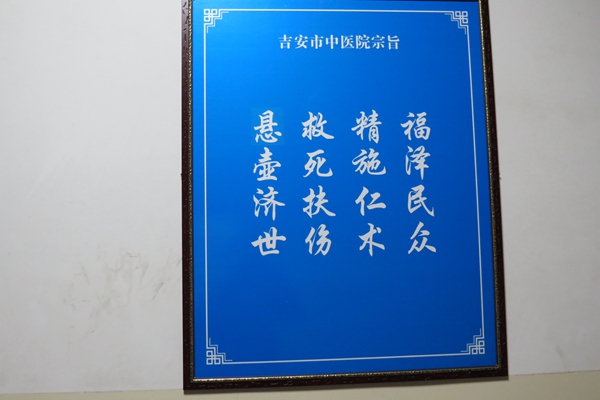 吉安市中医院宗旨
悬壶济世
救死扶伤
精施仁术
福泽民众